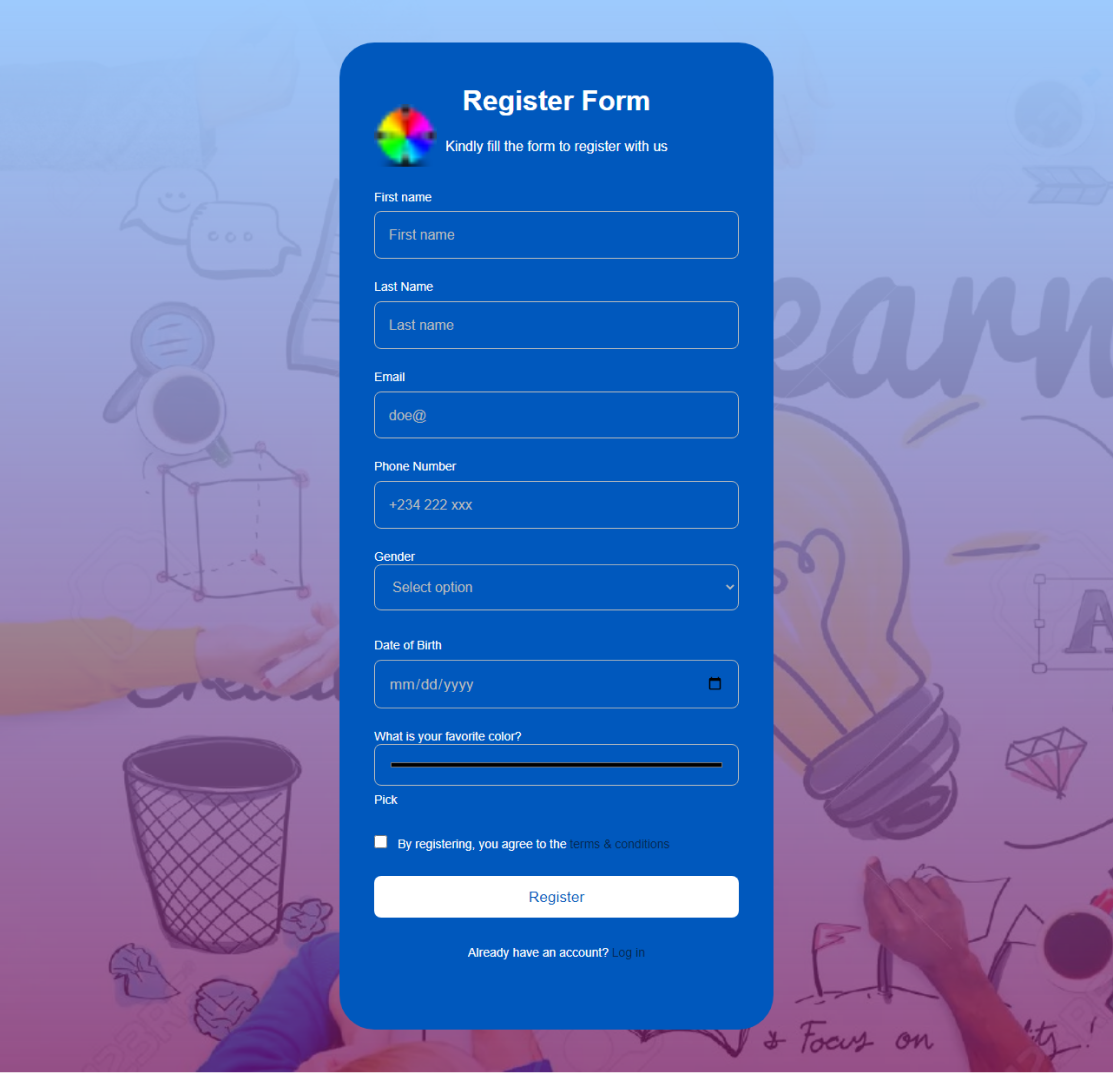 Register Form
Kindly fill the form to register with us
First name
First name
Last Name
Last name
Email
doe@
Phone Number
+234 222 xxx
Gender
Select option
Date of Birth
mm/dd/yyyy
What is your favorite color?
Pick
By registering, you agree to the terms & conditions
Register
Already have an account? Log in
earn
A
& Focus on